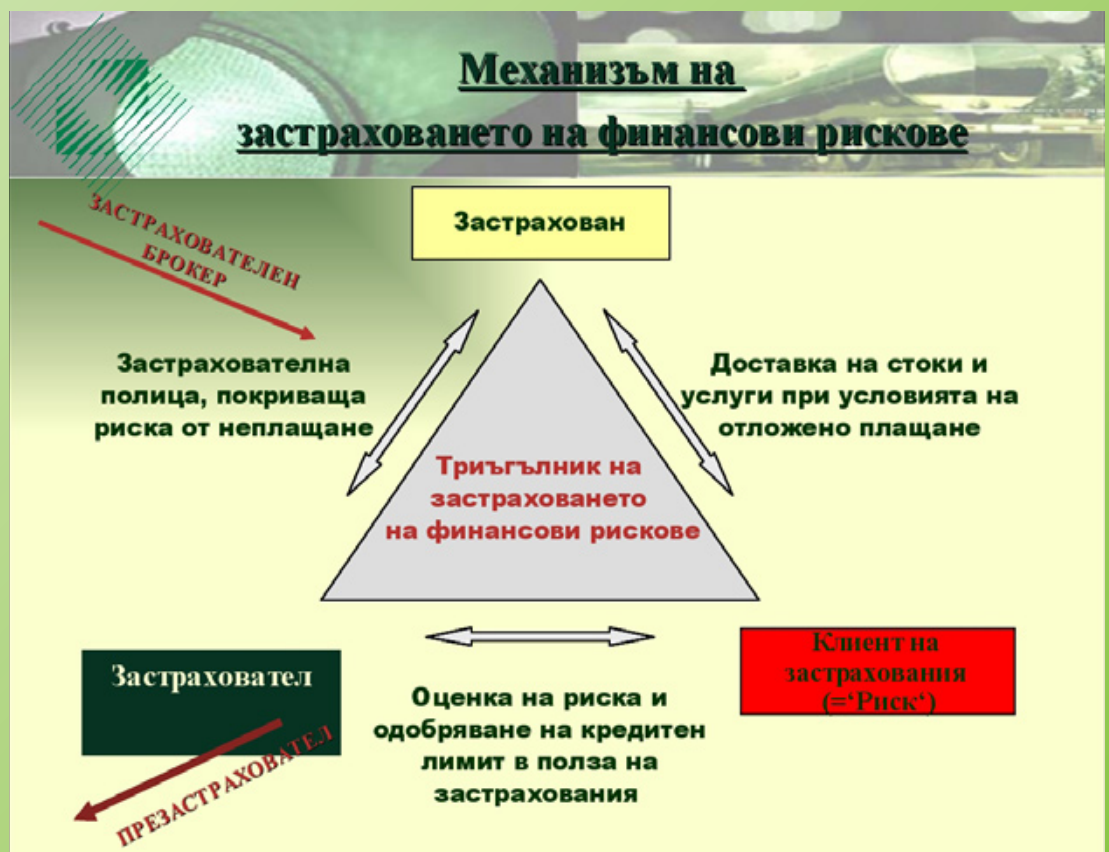 Механизъм на
застраховането на финансови рискове
Застрахован
ЗАСТРАХОВАТЕЛЕН
БРОКЕР
Застрахователна
полица, покриваща
риска от неплащане
Доставка на стоки и
услуги при условията на
отложено плащане
Триъгълник на
застраховането
на финансови рискове
Застраховател
Клиент на
застрахования
(=‘Риск‘)
Оценка на риска и
одобряване на кредитен
лимит в полза на
застрахования
ПРЕЗАСТРАХОВАТЕЛ